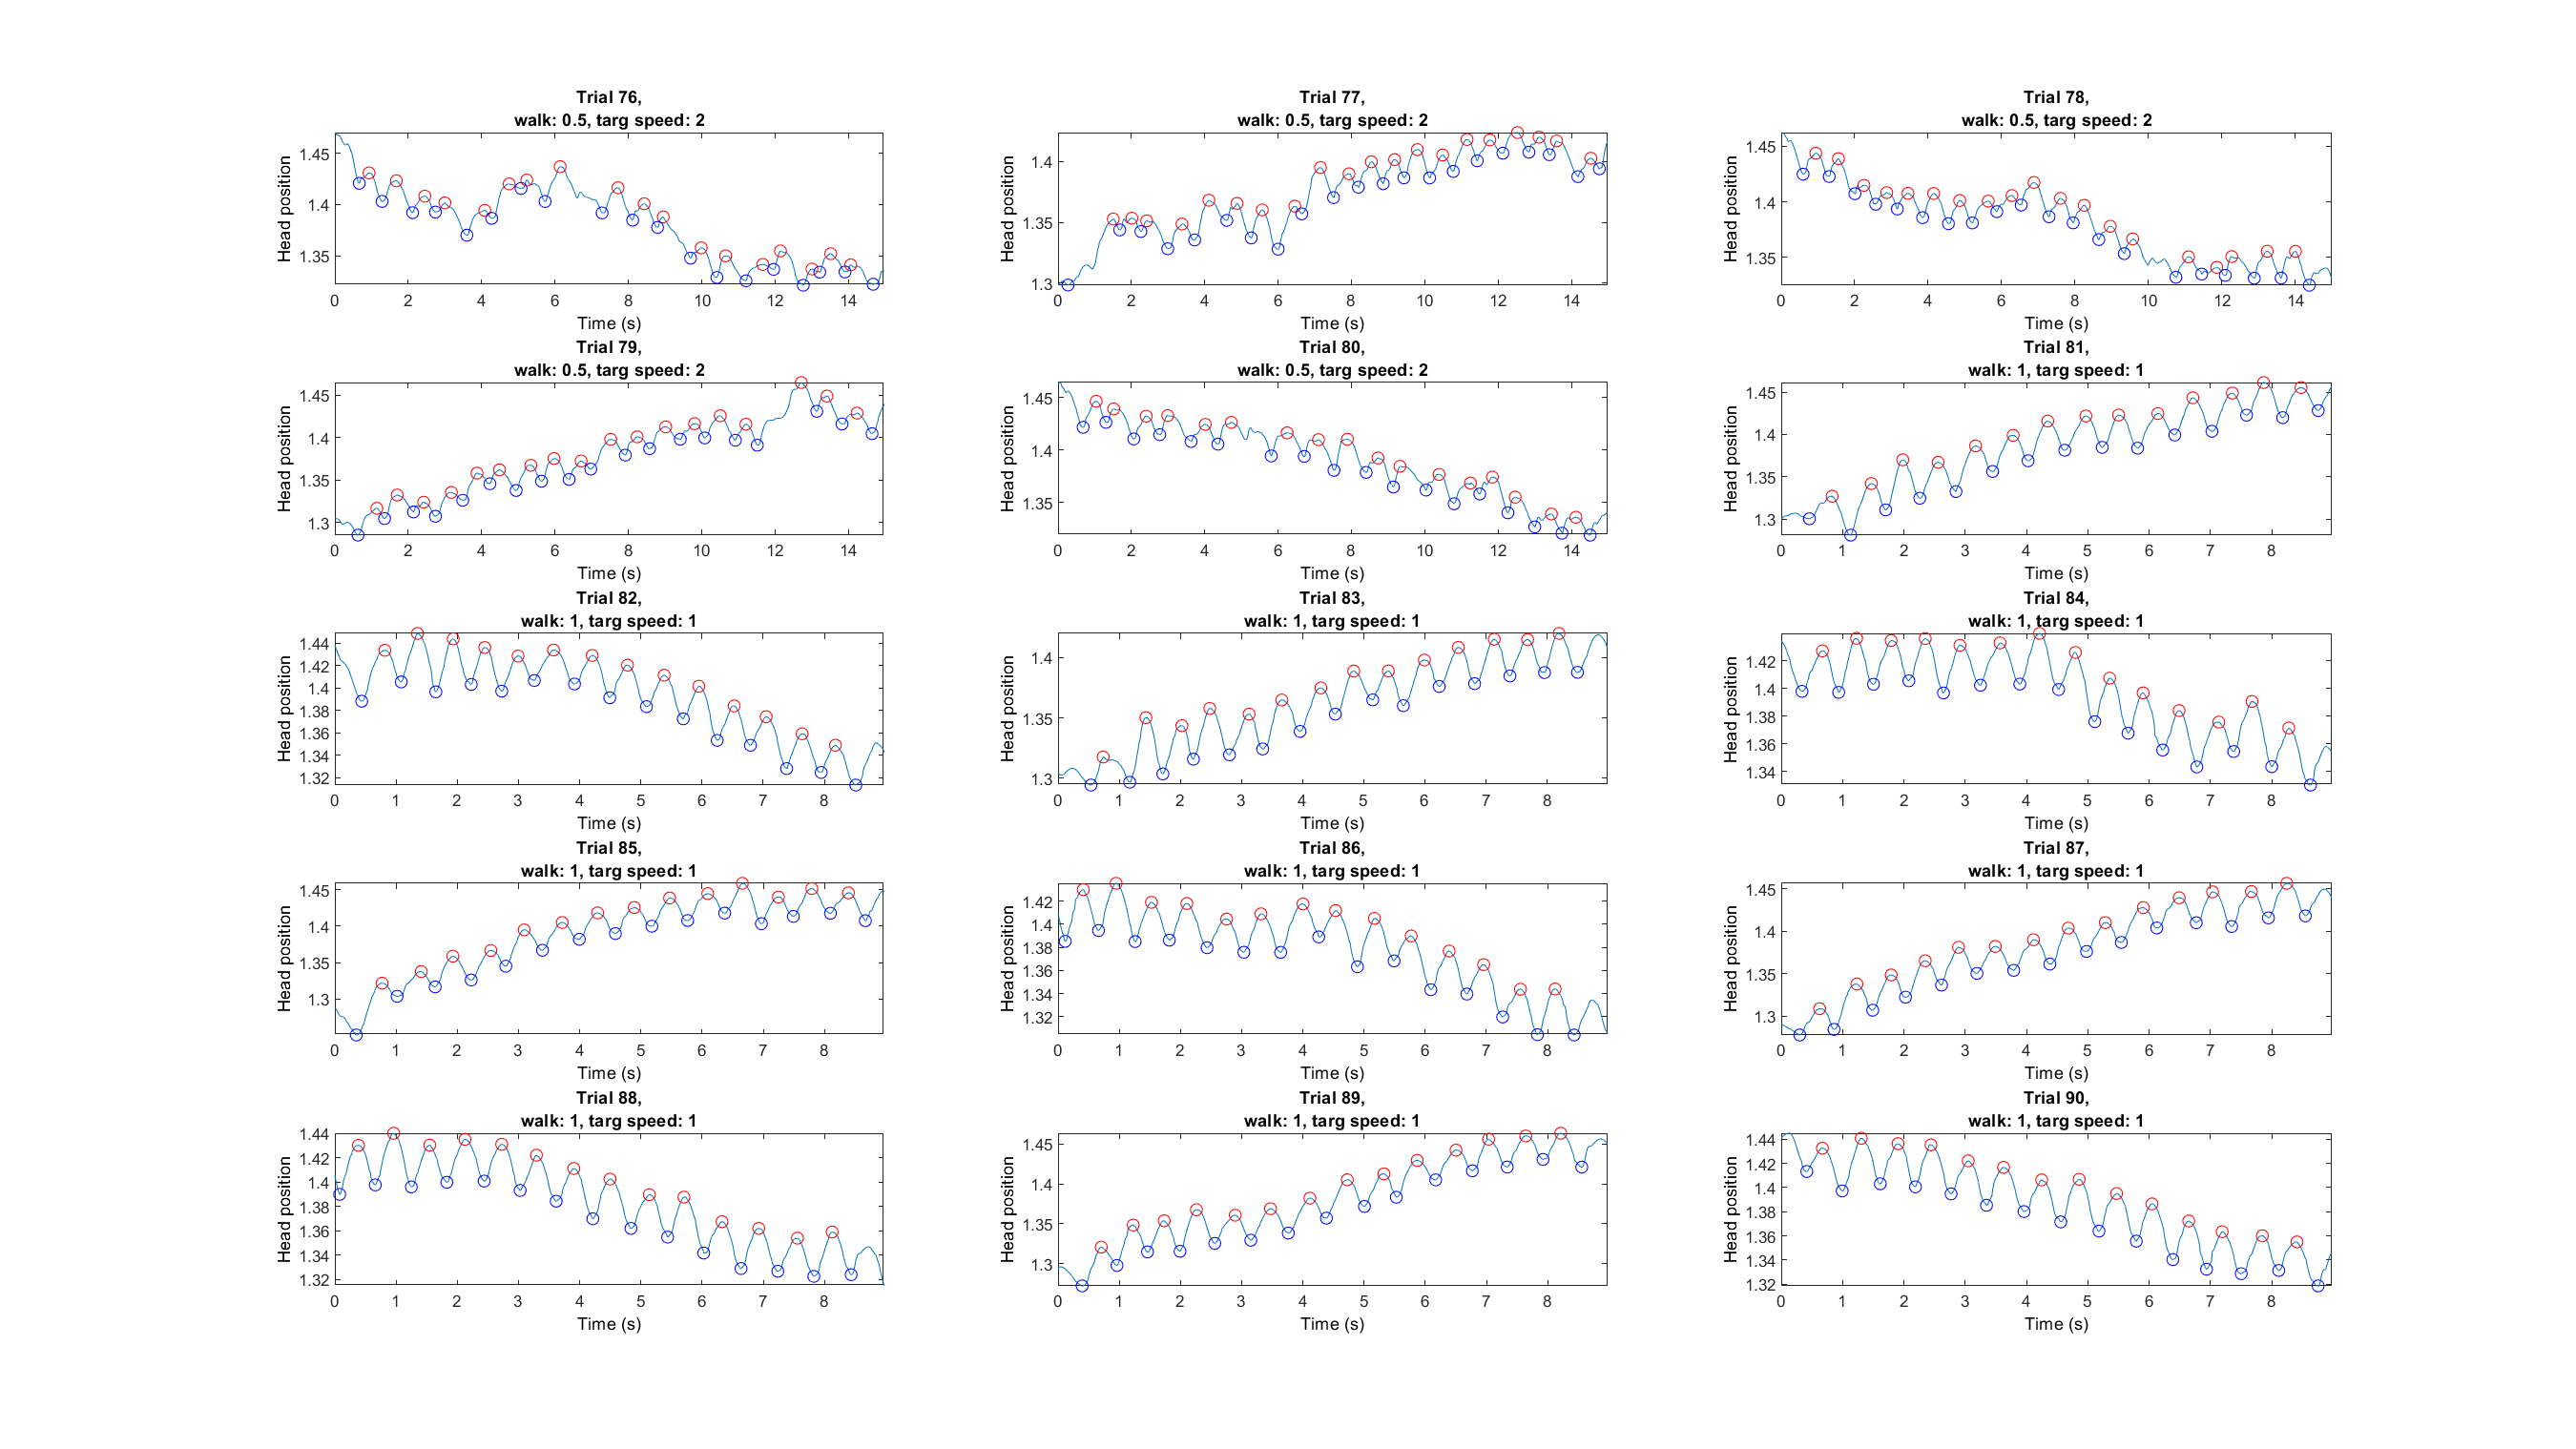 Trial 76,
walk: 0.5, targ speed: 2
Head position
1.45
1.4
1.35
0 2 4 6 8 10 12 14
Time (s)
Trial 77,
walk: 0.5, targ speed: 2
Head position
1.4
1.35
1.3
0 2 4 6 8 10 12 14
Time (s)
Trial 78,
walk: 0.5, targ speed: 2
Head position
1.45
1.4
1.35
0 2 4 6 8 10 12 14
Time (s)
Trial 79,
walk: 0.5, targ speed: 2
Head position
1.45
1.4
1.35
1.3
0 2 4 6 8 10 12 14
Time (s)
Trial 80,
walk: 0.5, targ speed: 2
Head position
1.45
1.4
1.35
0 2 4 6 8 10 12 14
Time (s)
Trial 81,
walk: 1, targ speed: 1
Head position
1.45
1.4
1.35
1.3
0 1 2 3 4 5 6 7 8
Time (s)
Trial 82,
walk: 1, targ speed: 1
Head position
1.44
1.42
1.4
1.38
1.36
1.34
1.32
0 1 2 3 4 5 6 7 8
Time (s)
Trial 83,
walk: 1, targ speed: 1
Head position
1.4
1.35
1.3
0 1 2 3 4 5 6 7 8
Time (s)
Trial 84,
walk: 1, targ speed: 1
Head position
1.42
1.4
1.38
1.36
1.34
0 1 2 3 4 5 6 7 8
Time (s)
Trial 85,
walk: 1, targ speed: 1
Head position
1.45
1.4
1.35
1.3
0 1 2 3 4 5 6 7 8
Time (s)
Trial 86,
walk: 1, targ speed: 1
Head position
1.42
1.4
1.38
1.36
1.34
1.32
0 1 2 3 4 5 6 7 8
Time (s)
Trial 87,
walk: 1, targ speed: 1
Head position
1.45
1.4
1.35
1.3
0 1 2 3 4 5 6 7 8
Time (s)
Trial 88,
walk: 1, targ speed: 1
Head position
1.44
1.42
1.4
1.38
1.36
1.34
1.32
0 1 2 3 4 5 6 7 8
Time (s)
Trial 89,
walk: 1, targ speed: 1
Head position
1.45
1.4
1.35
1.3
0 1 2 3 4 5 6 7 8
Time (s)
Trial 90,
walk: 1, targ speed: 1
Head position
1.44
1.42
1.4
1.38
1.36
1.34
1.32
0 1 2 3 4 5 6 7 8
Time (s)